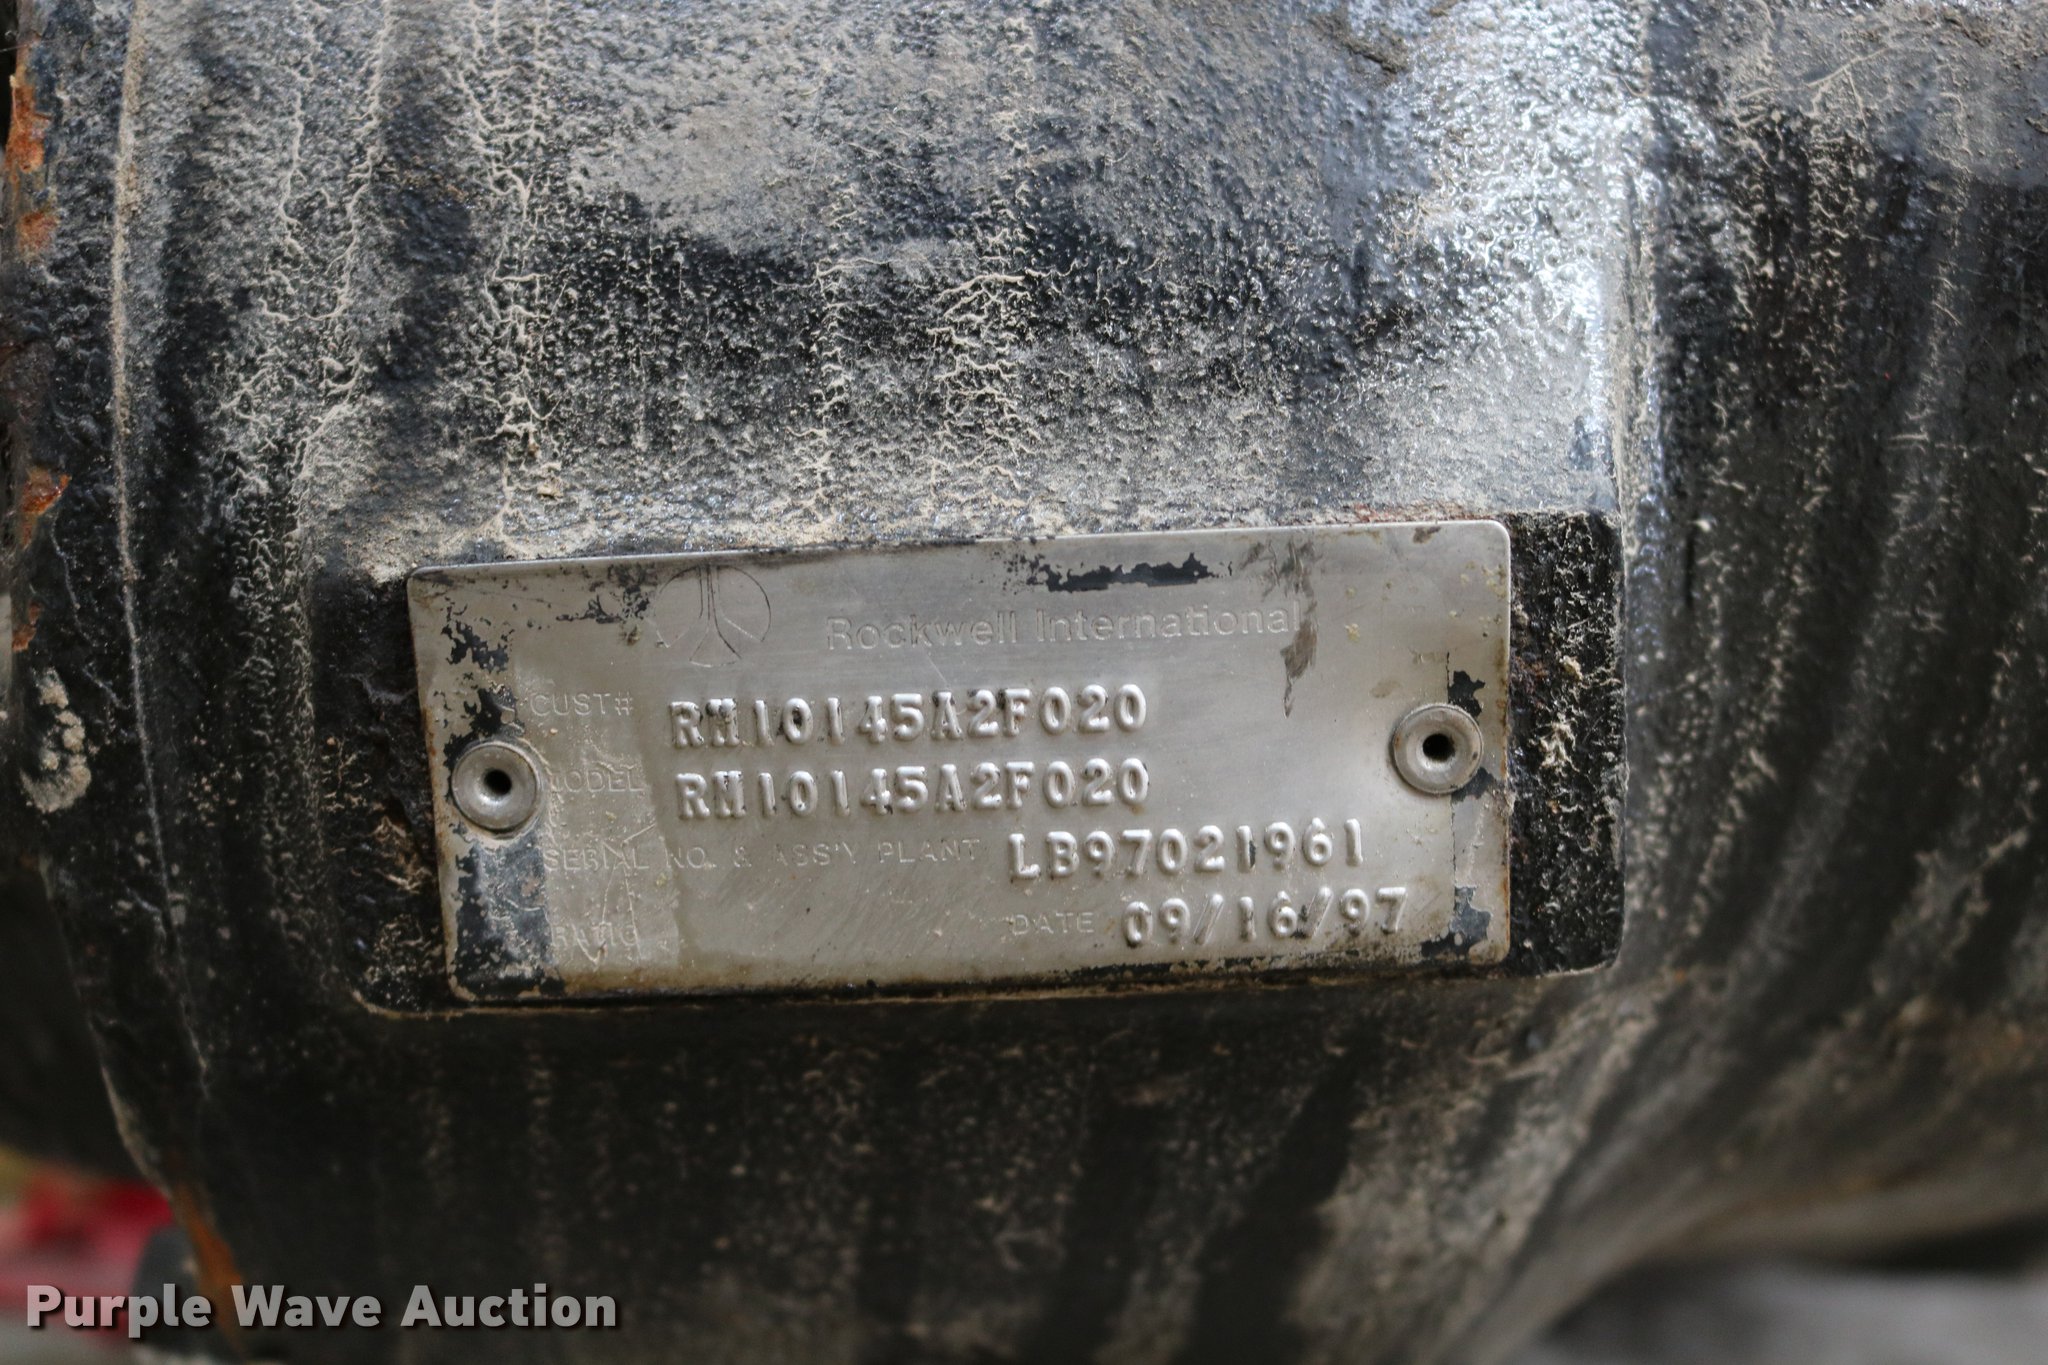 Rockwell International
CUST# RM10145A2F020
MODEL RM10145A2F020
SERIAL NO. & ASS'Y PLANT LB97021961
RATIO DATE 09/16/97
Purple Wave Auction